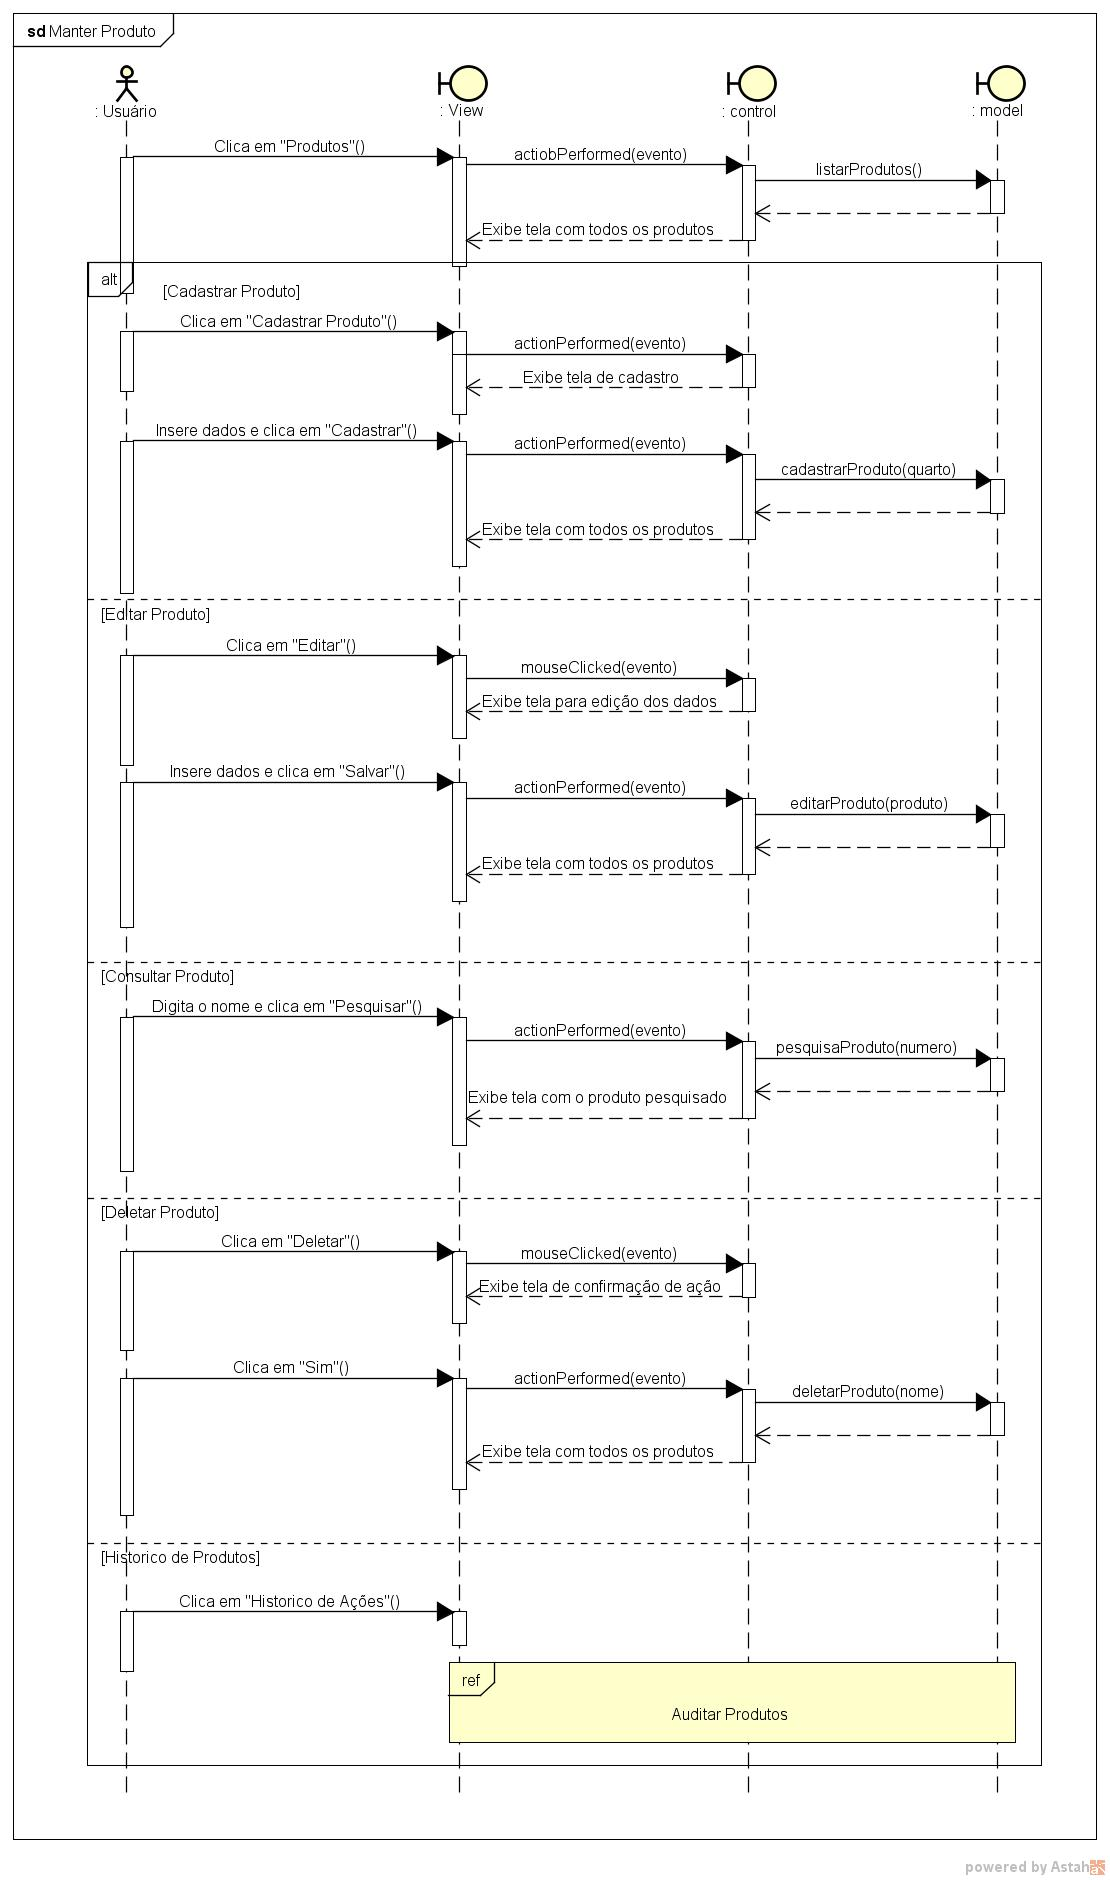 sd Manter Produto
: Usuário
: View
: control
: model
Clica em "Produtos"()
actiobPerformed(evento)
listarProdutos()
Exibe tela com todos os produtos
alt
[Cadastrar Produto]
Clica em "Cadastrar Produto"()
actionPerformed(evento)
Exibe tela de cadastro
Insere dados e clica em "Cadastrar"()
actionPerformed(evento)
cadastrarProduto(quarto)
Exibe tela com todos os produtos
[Editar Produto]
Clica em "Editar"()
mouseClicked(evento)
Exibe tela para edição dos dados
Insere dados e clica em "Salvar"()
actionPerformed(evento)
editarProduto(produto)
Exibe tela com todos os produtos
[Consultar Produto]
Digita o nome e clica em "Pesquisar"()
actionPerformed(evento)
pesquisaProduto(numero)
Exibe tela com o produto pesquisado
[Deletar Produto]
Clica em "Deletar"()
mouseClicked(evento)
Exibe tela de confirmação de ação
Clica em "Sim"()
actionPerformed(evento)
deletarProduto(nome)
Exibe tela com todos os produtos
[Historico de Produtos]
Clica em "Historico de Ações"()
ref
Auditar Produtos
powered by Astah